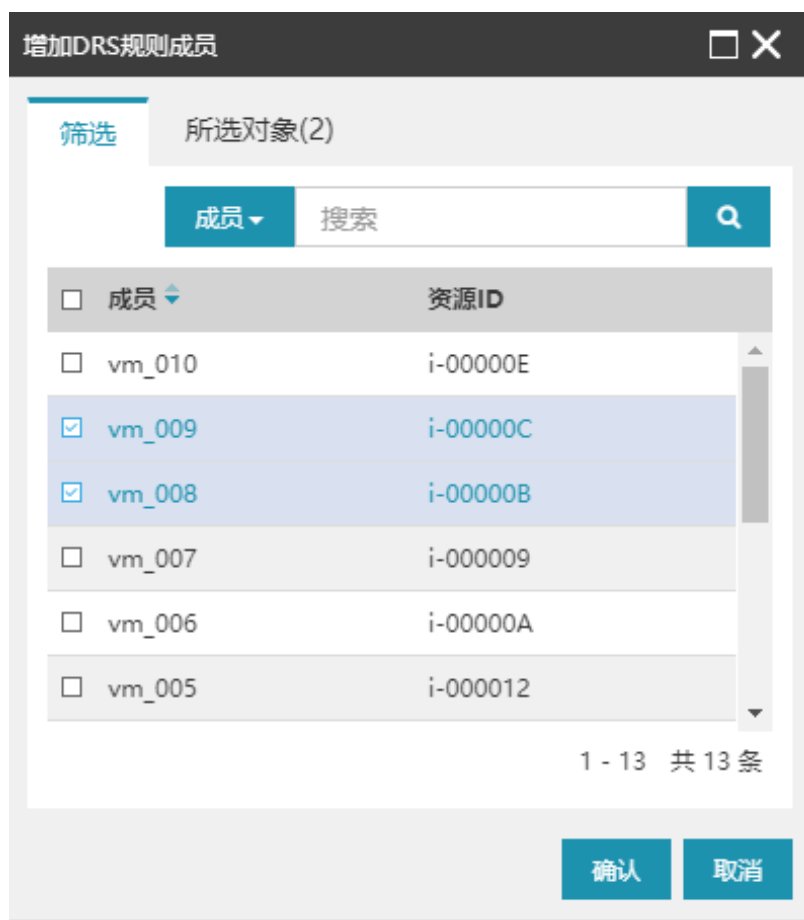 增加DRS规则成员
筛选 所选对象(2)
成员 搜索
成员 资源ID
vm_010 i-00000E
vm_009 i-00000C
vm_008 i-00000B
vm_007 i-000009
vm_006 i-00000A
vm_005 i-000012
1 - 13 共 13 条
确认 取消